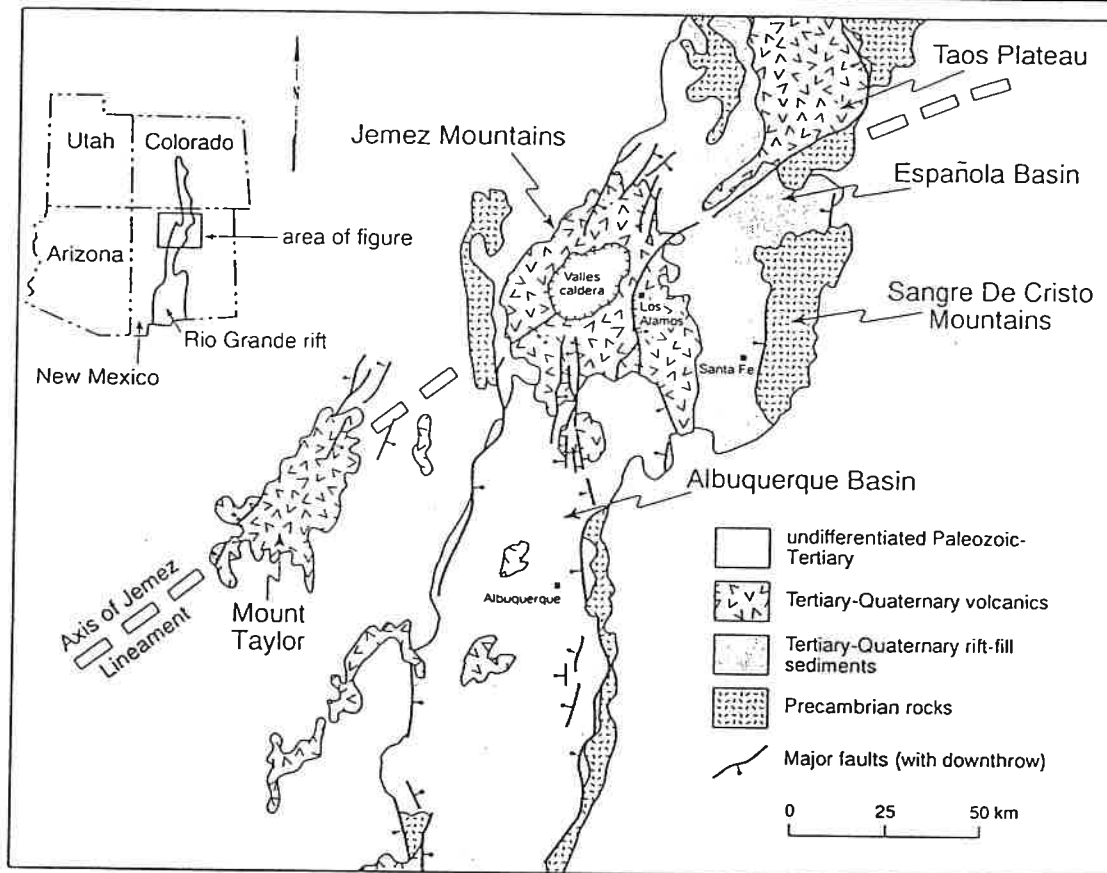 N
Taos Plateau
Jemez Mountains
Utah
Colorado
Española Basin
area of figure
Arizona
Valles
caldera
Los
Alamos
Sangre De Cristo
Mountains
Rio Grande rift
Santa Fe
New Mexico
Albuquerque Basin
undifferentiated Paleozoic-
Tertiary
Albuquerque
Tertiary-Quaternary volcanics
Axis of Jemez
Lineament
Mount
Taylor
Tertiary-Quaternary rift-fill
sediments
Precambrian rocks
Major faults (with downthrow)
0 25 50 km